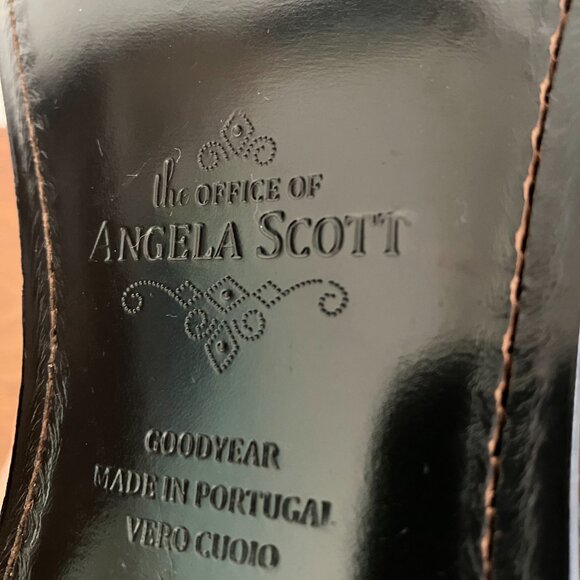 the OFFICE OF
ANGELA SCOTT
GOODYEAR
MADE IN PORTUGAL
VERO CUOIO